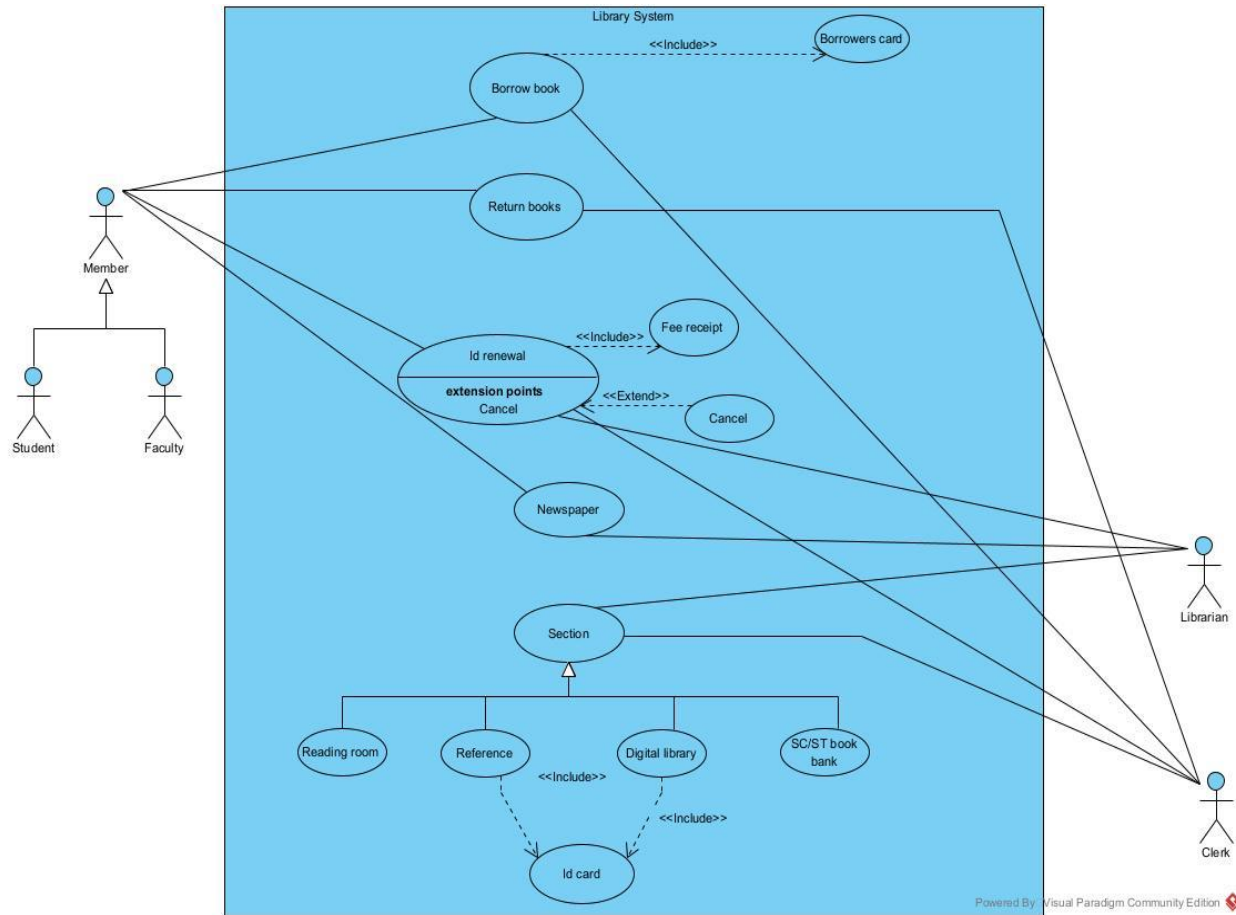 Library System
<<Include>>
Borrowers card
Borrow book
Return books
Member
Fee receipt
<<Include>>
Id renewal
extension points
Cancel
<<Extend>>
Cancel
Student
Faculty
Newspaper
Librarian
Section
Reading room
Reference
Digital library
SC/ST book
bank
<<Include>>
<<Include>>
Id card
Clerk
Powered By Visual Paradigm Community Edition